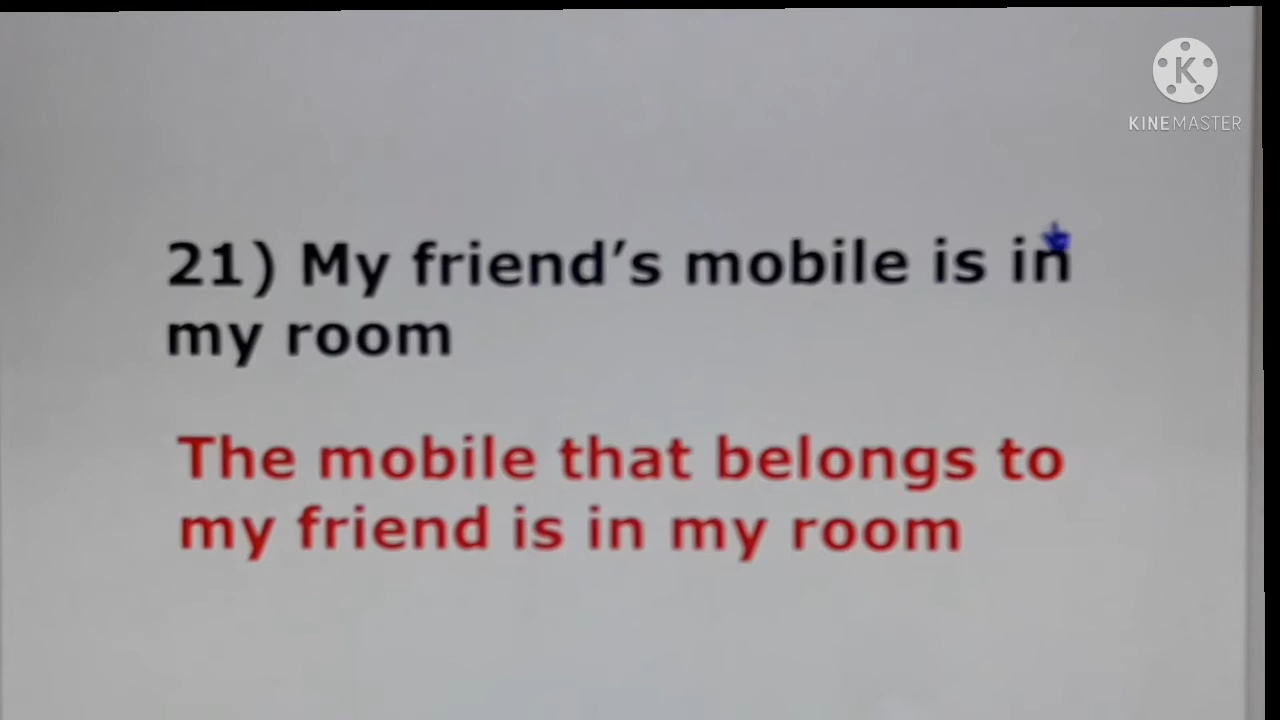 K
KINEMASTER
21) My friend’s mobile is in
my room
The mobile that belongs to
my friend is in my room